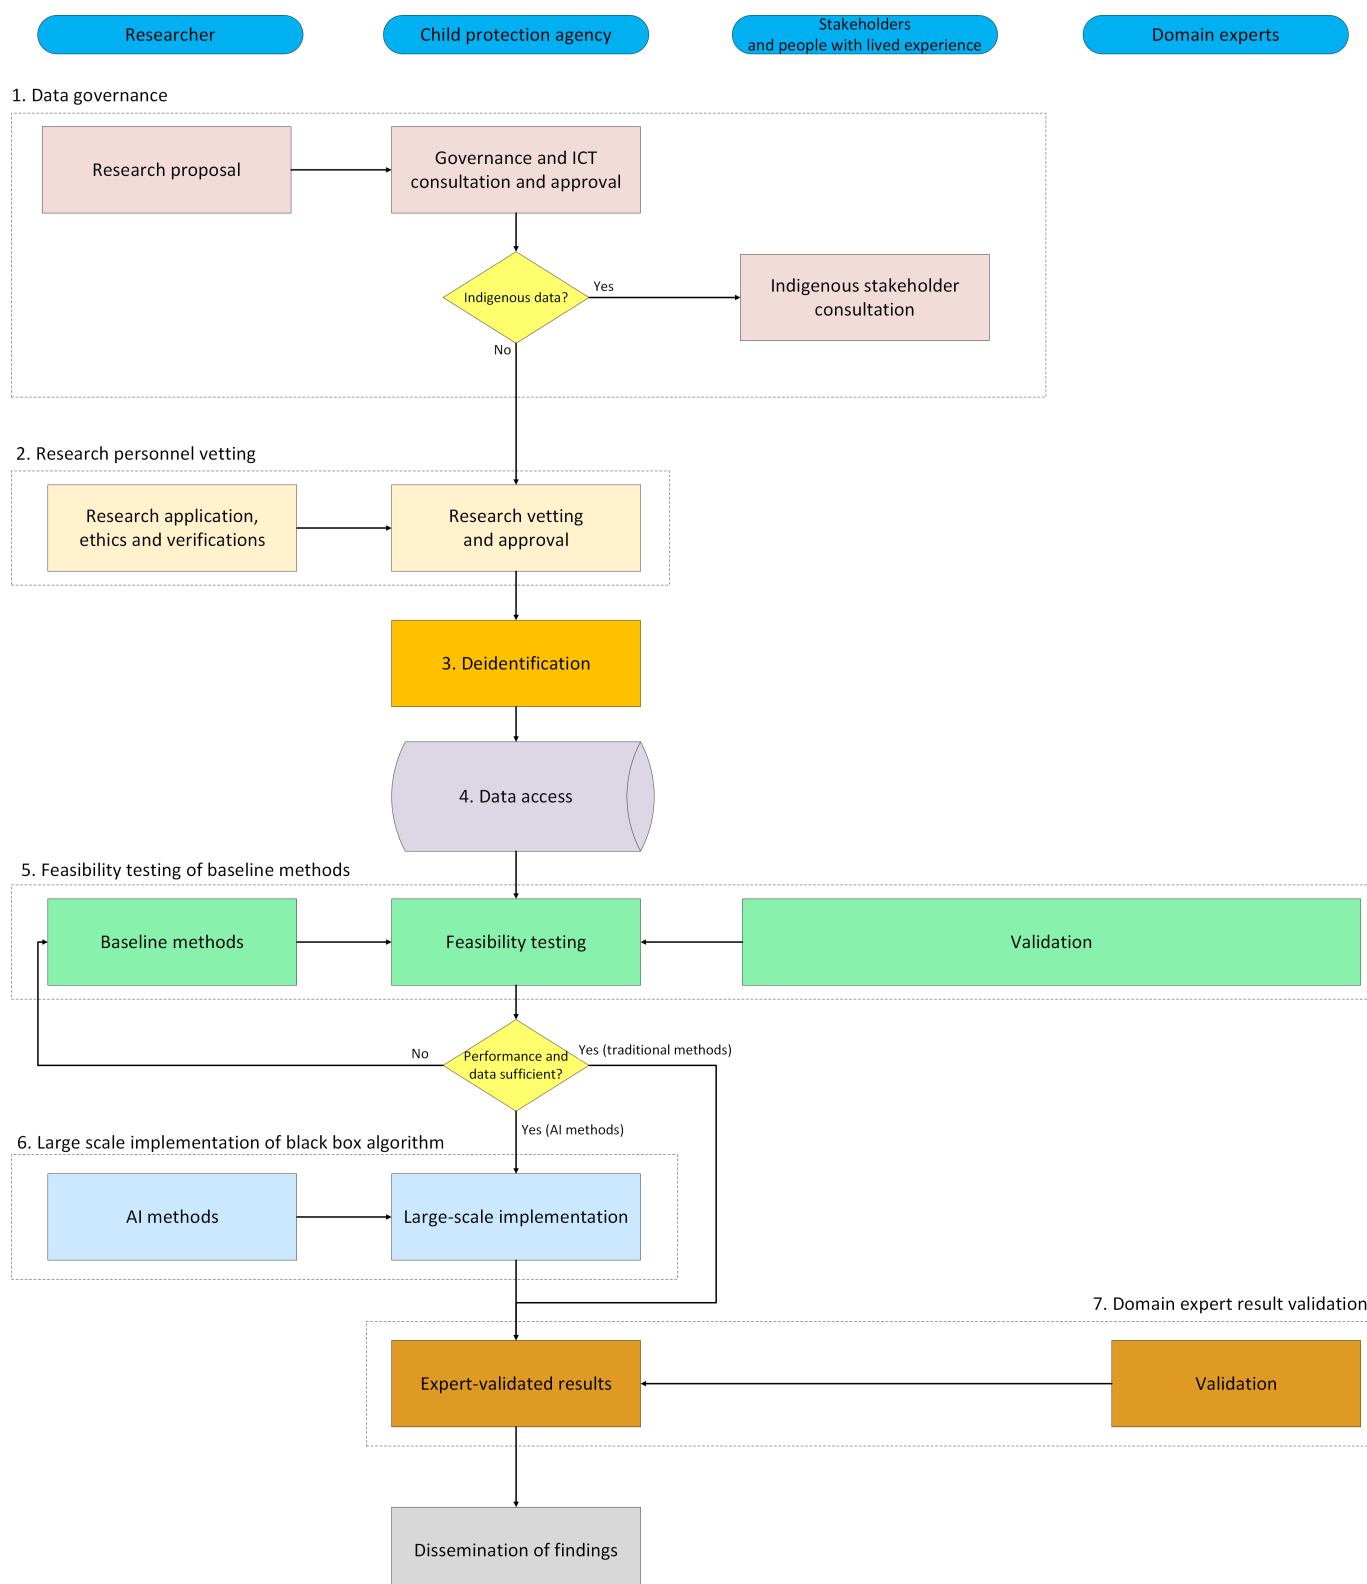 Researcher
Child protection agency
Stakeholders
and people with lived experience
Domain experts
1. Data governance
Research proposal
Governance and ICT
consultation and approval
Indigenous data?
Yes
Indigenous stakeholder
consultation
No
2. Research personnel vetting
Research application,
ethics and verifications
Research vetting
and approval
3. Deidentification
4. Data access
5. Feasibility testing of baseline methods
Baseline methods
Feasibility testing
Validation
No
Performance and
data sufficient?
Yes (traditional methods)
Yes (AI methods)
6. Large scale implementation of black box algorithm
AI methods
Large-scale implementation
7. Domain expert result validation
Expert-validated results
Validation
Dissemination of findings